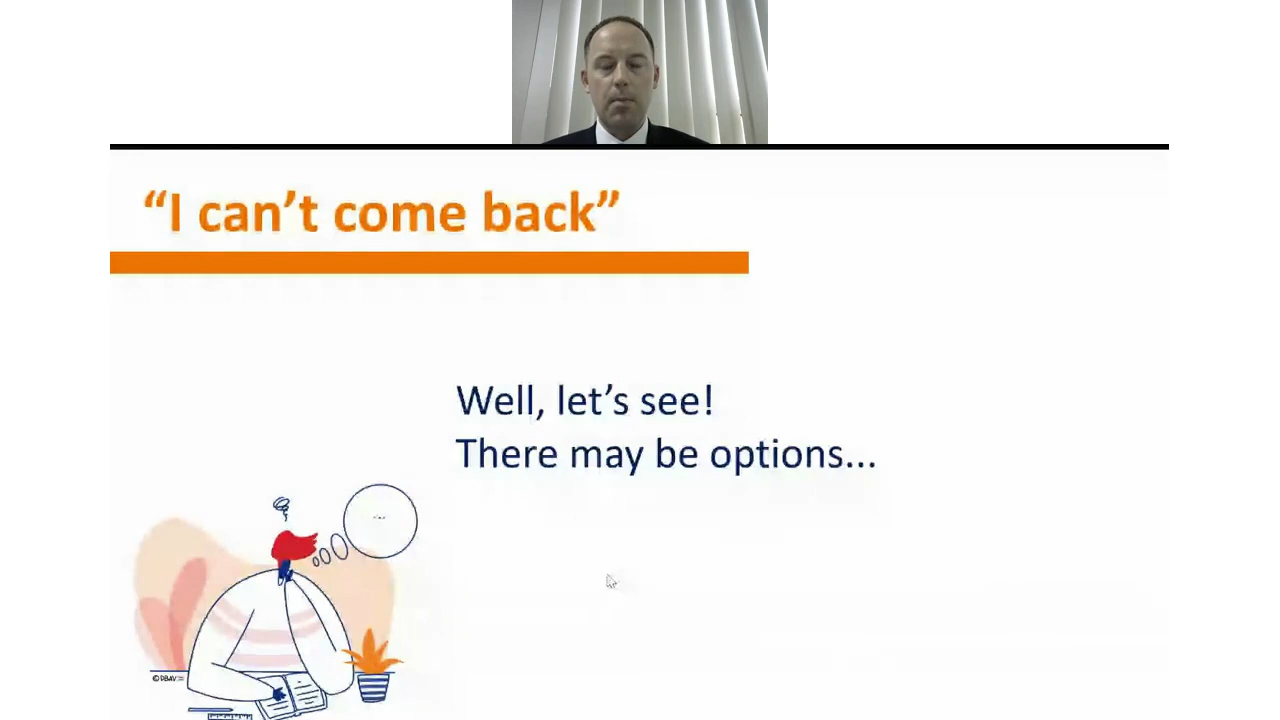 “I can’t come back”
Well, let’s see!
There may be options...